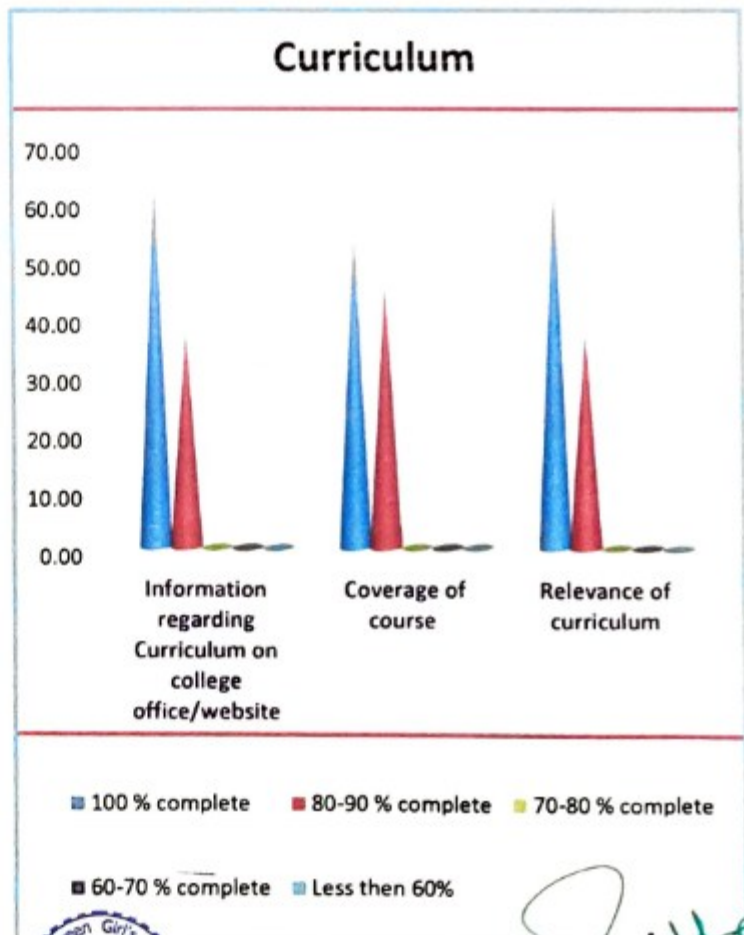 Curriculum
70.00
60.00
50.00
40.00
30.00
20.00
10.00
0.00
Information
regarding
Curriculum on
college
office/website
Coverage of
course
Relevance of
curriculum
100 % complete 80-90 % complete 70-80 % complete
60-70 % complete Less then 60%
Girl's